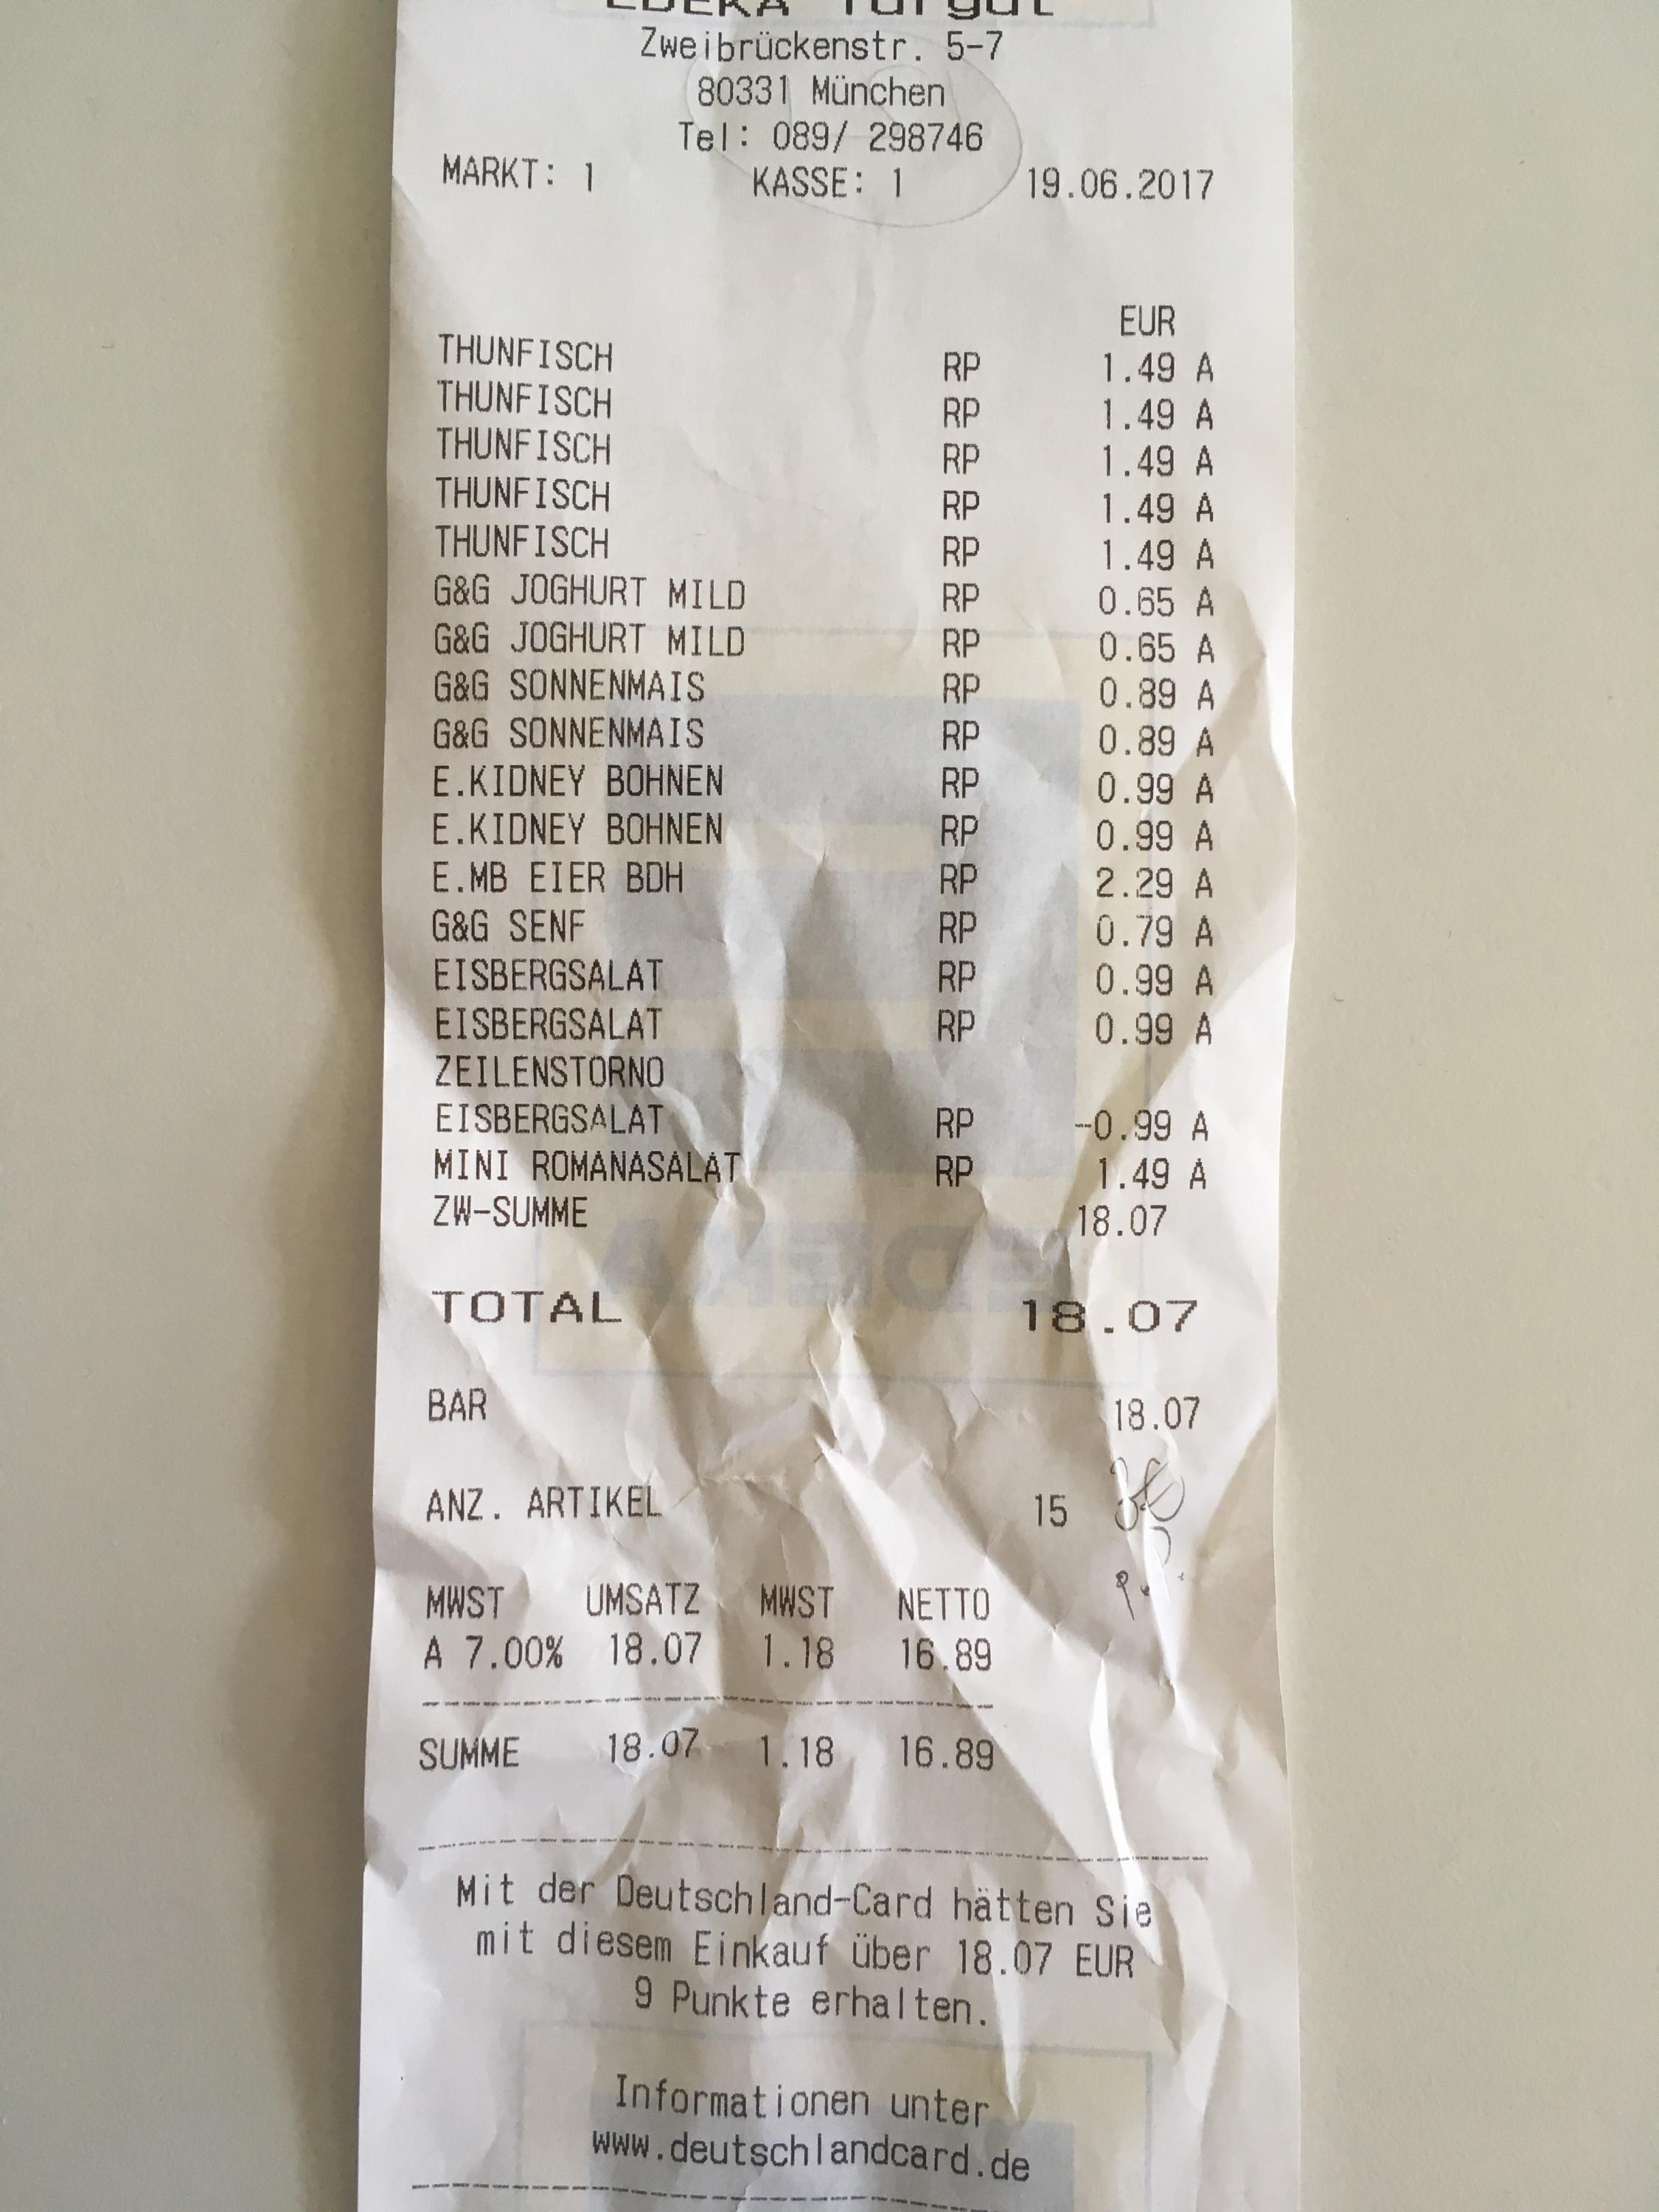 EDEKA Turgut
Zweibrückenstr. 5-7
80331 München
Tel: 089/ 298746
MARKT: 1 KASSE: 1 19.06.2017
EUR
THUNFISCH RP 1.49 A
THUNFISCH RP 1.49 A
THUNFISCH RP 1.49 A
THUNFISCH RP 1.49 A
THUNFISCH RP 1.49 A
G&G JOGHURT MILD RP 0.65 A
G&G JOGHURT MILD RP 0.65 A
G&G SONNENMAIS RP 0.89 A
G&G SONNENMAIS RP 0.89 A
E.KIDNEY BOHNEN RP 0.99 A
E.KIDNEY BOHNEN RP 0.99 A
E.MB EIER BDH RP 2.29 A
G&G SENF RP 0.79 A
EISBERGSALAT RP 0.99 A
EISBERGSALAT RP 0.99 A
ZEILENSTORNO
EISBERGSALAT RP -0.99 A
MINI ROMANASALAT RP 1.49 A
ZW-SUMME 18.07
EDEKA
TOTAL 18.07
BAR 18.07
ANZ. ARTIKEL 15
MWST UMSATZ MWST NETTO
A 7.00% 18.07 1.18 16.89
SUMME 18.07 1.18 16.89
Mit der Deutschland-Card hätten Sie
mit diesem Einkauf über 18.07 EUR
9 Punkte erhalten.
Informationen unter
www.deutschlandcard.de